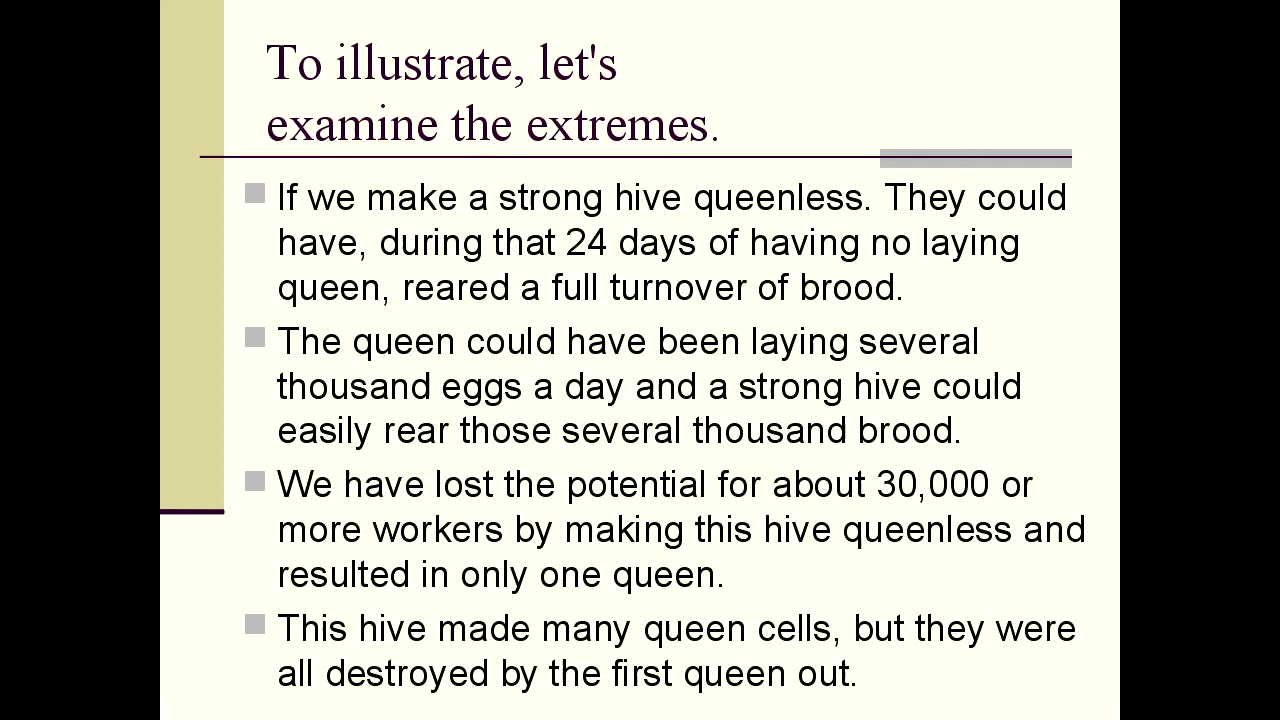 To illustrate, let's
examine the extremes.
If we make a strong hive queenless. They could
have, during that 24 days of having no laying
queen, reared a full turnover of brood.
The queen could have been laying several
thousand eggs a day and a strong hive could
easily rear those several thousand brood.
We have lost the potential for about 30,000 or
more workers by making this hive queenless and
resulted in only one queen.
This hive made many queen cells, but they were
all destroyed by the first queen out.